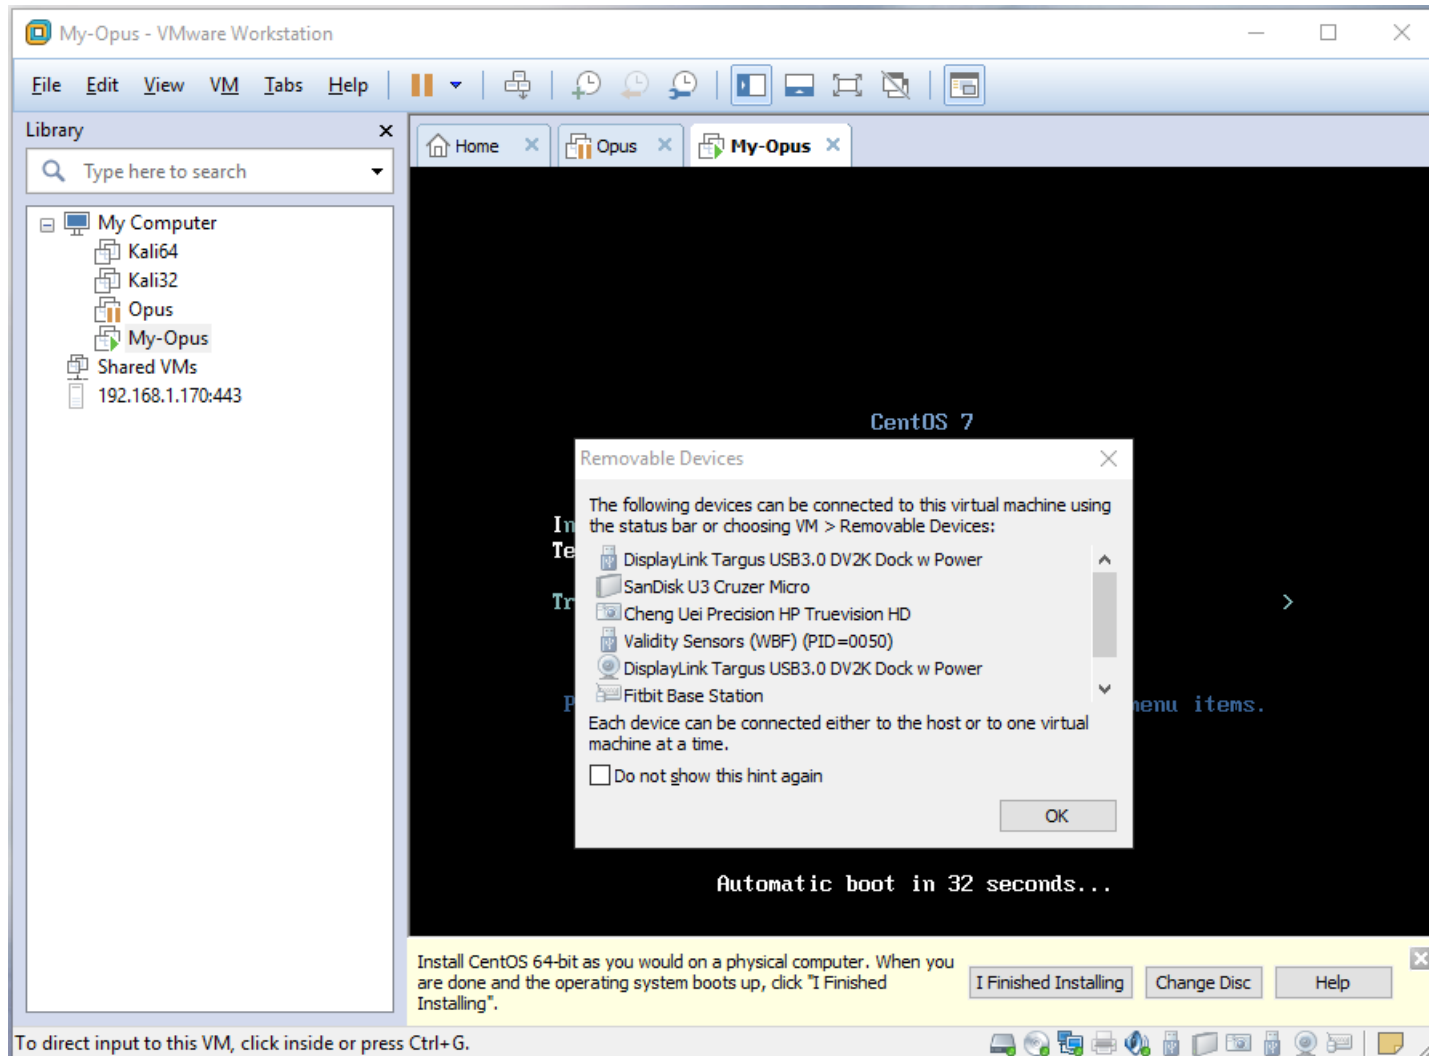 My-Opus - VMware Workstation
File Edit View VM Tabs Help
Library
Type here to search
My Computer
Kali64
Kali32
Opus
My-Opus
Shared VMs
192.168.1.170:443
Home
Opus
My-Opus
CentOS 7
In
Te
Tr
>
P
menu items.
Removable Devices
The following devices can be connected to this virtual machine using
the status bar or choosing VM > Removable Devices:
DisplayLink Targus USB3.0 DV2K Dock w Power
SanDisk U3 Cruzer Micro
Cheng Uei Precision HP Truevision HD
Validity Sensors (WBF) (PID=0050)
DisplayLink Targus USB3.0 DV2K Dock w Power
Fitbit Base Station
Each device can be connected either to the host or to one virtual
machine at a time.
Do not show this hint again
OK
Automatic boot in 32 seconds...
Install CentOS 64-bit as you would on a physical computer. When you
are done and the operating system boots up, click "I Finished
Installing".
I Finished Installing
Change Disc
Help
To direct input to this VM, click inside or press Ctrl+G.